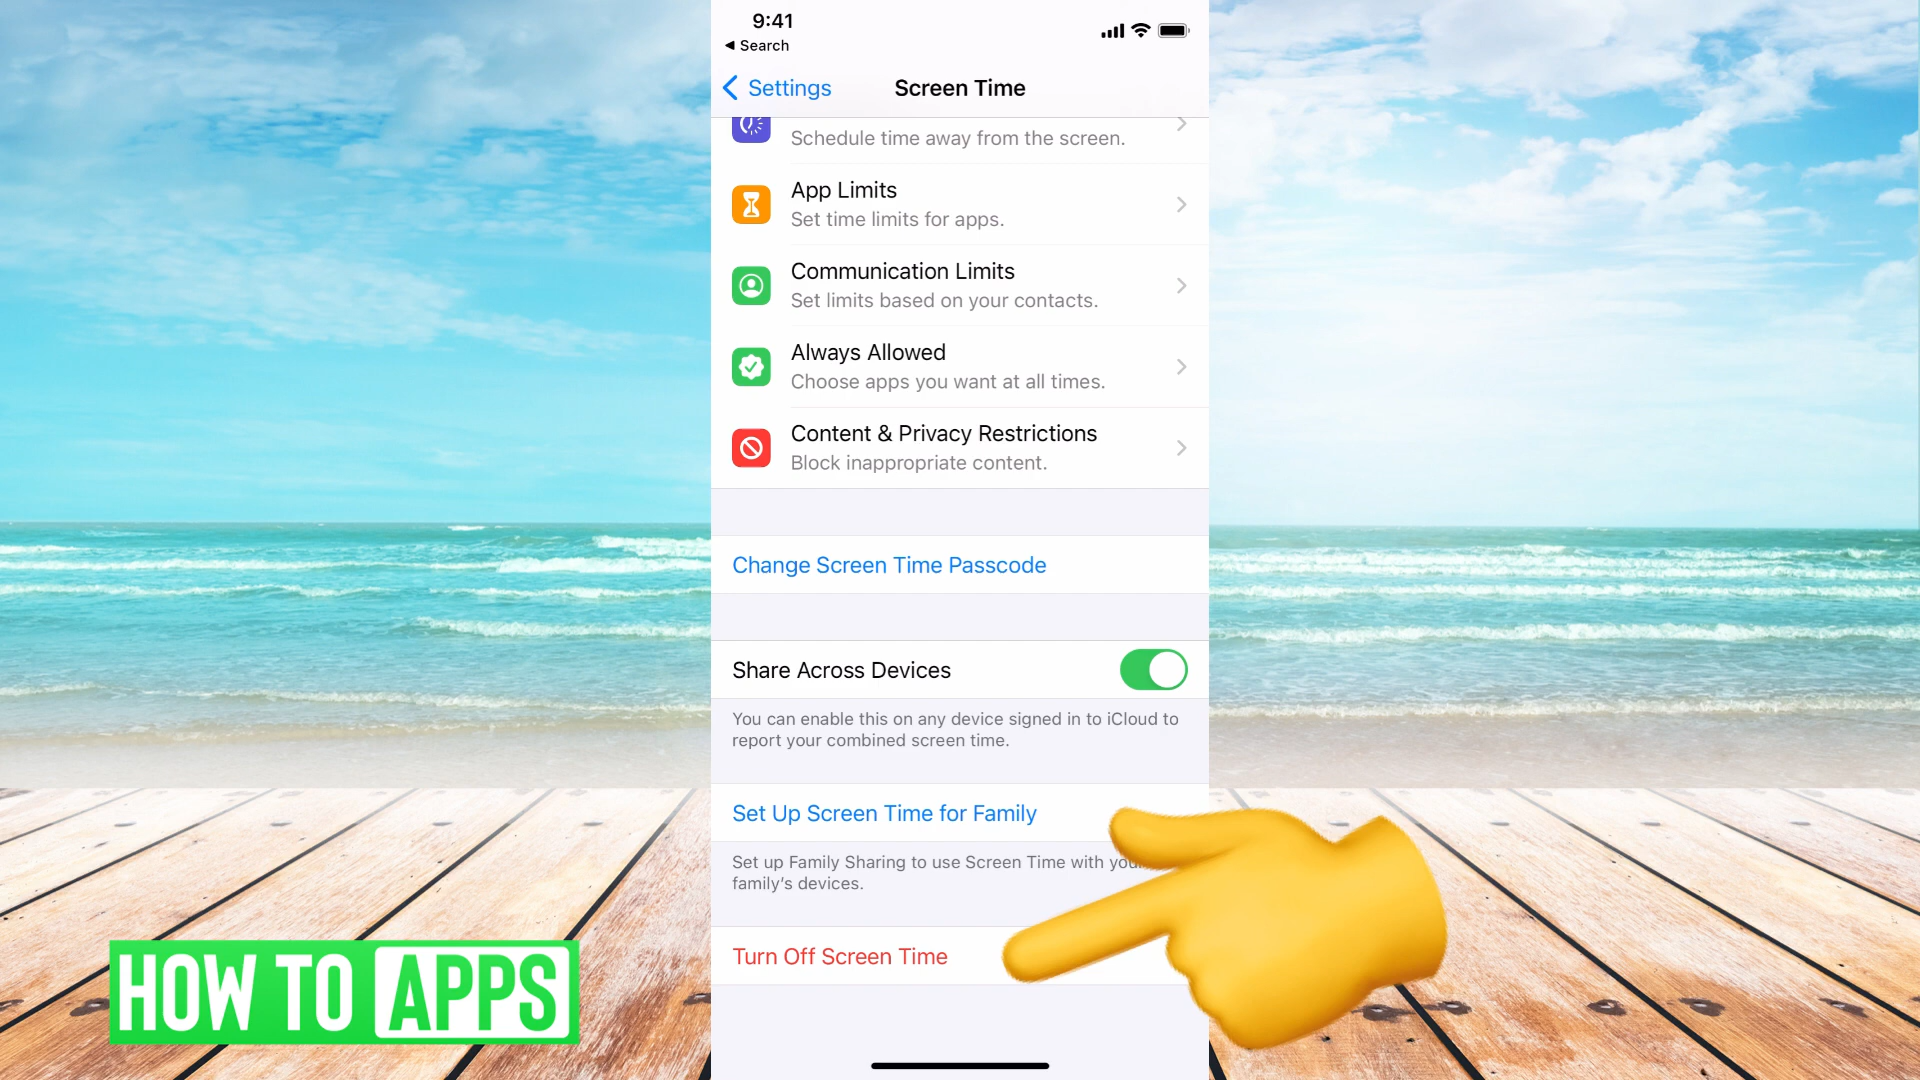 9:41
◀ Search
Settings
Screen Time
Schedule time away from the screen.
App Limits
Set time limits for apps.
Communication Limits
Set limits based on your contacts.
Always Allowed
Choose apps you want at all times.
Content & Privacy Restrictions
Block inappropriate content.
Change Screen Time Passcode
Share Across Devices
You can enable this on any device signed in to iCloud to
report your combined screen time.
Set Up Screen Time for Family
Set up Family Sharing to use Screen Time with your
family's devices.
Turn Off Screen Time
HOW TO APPS